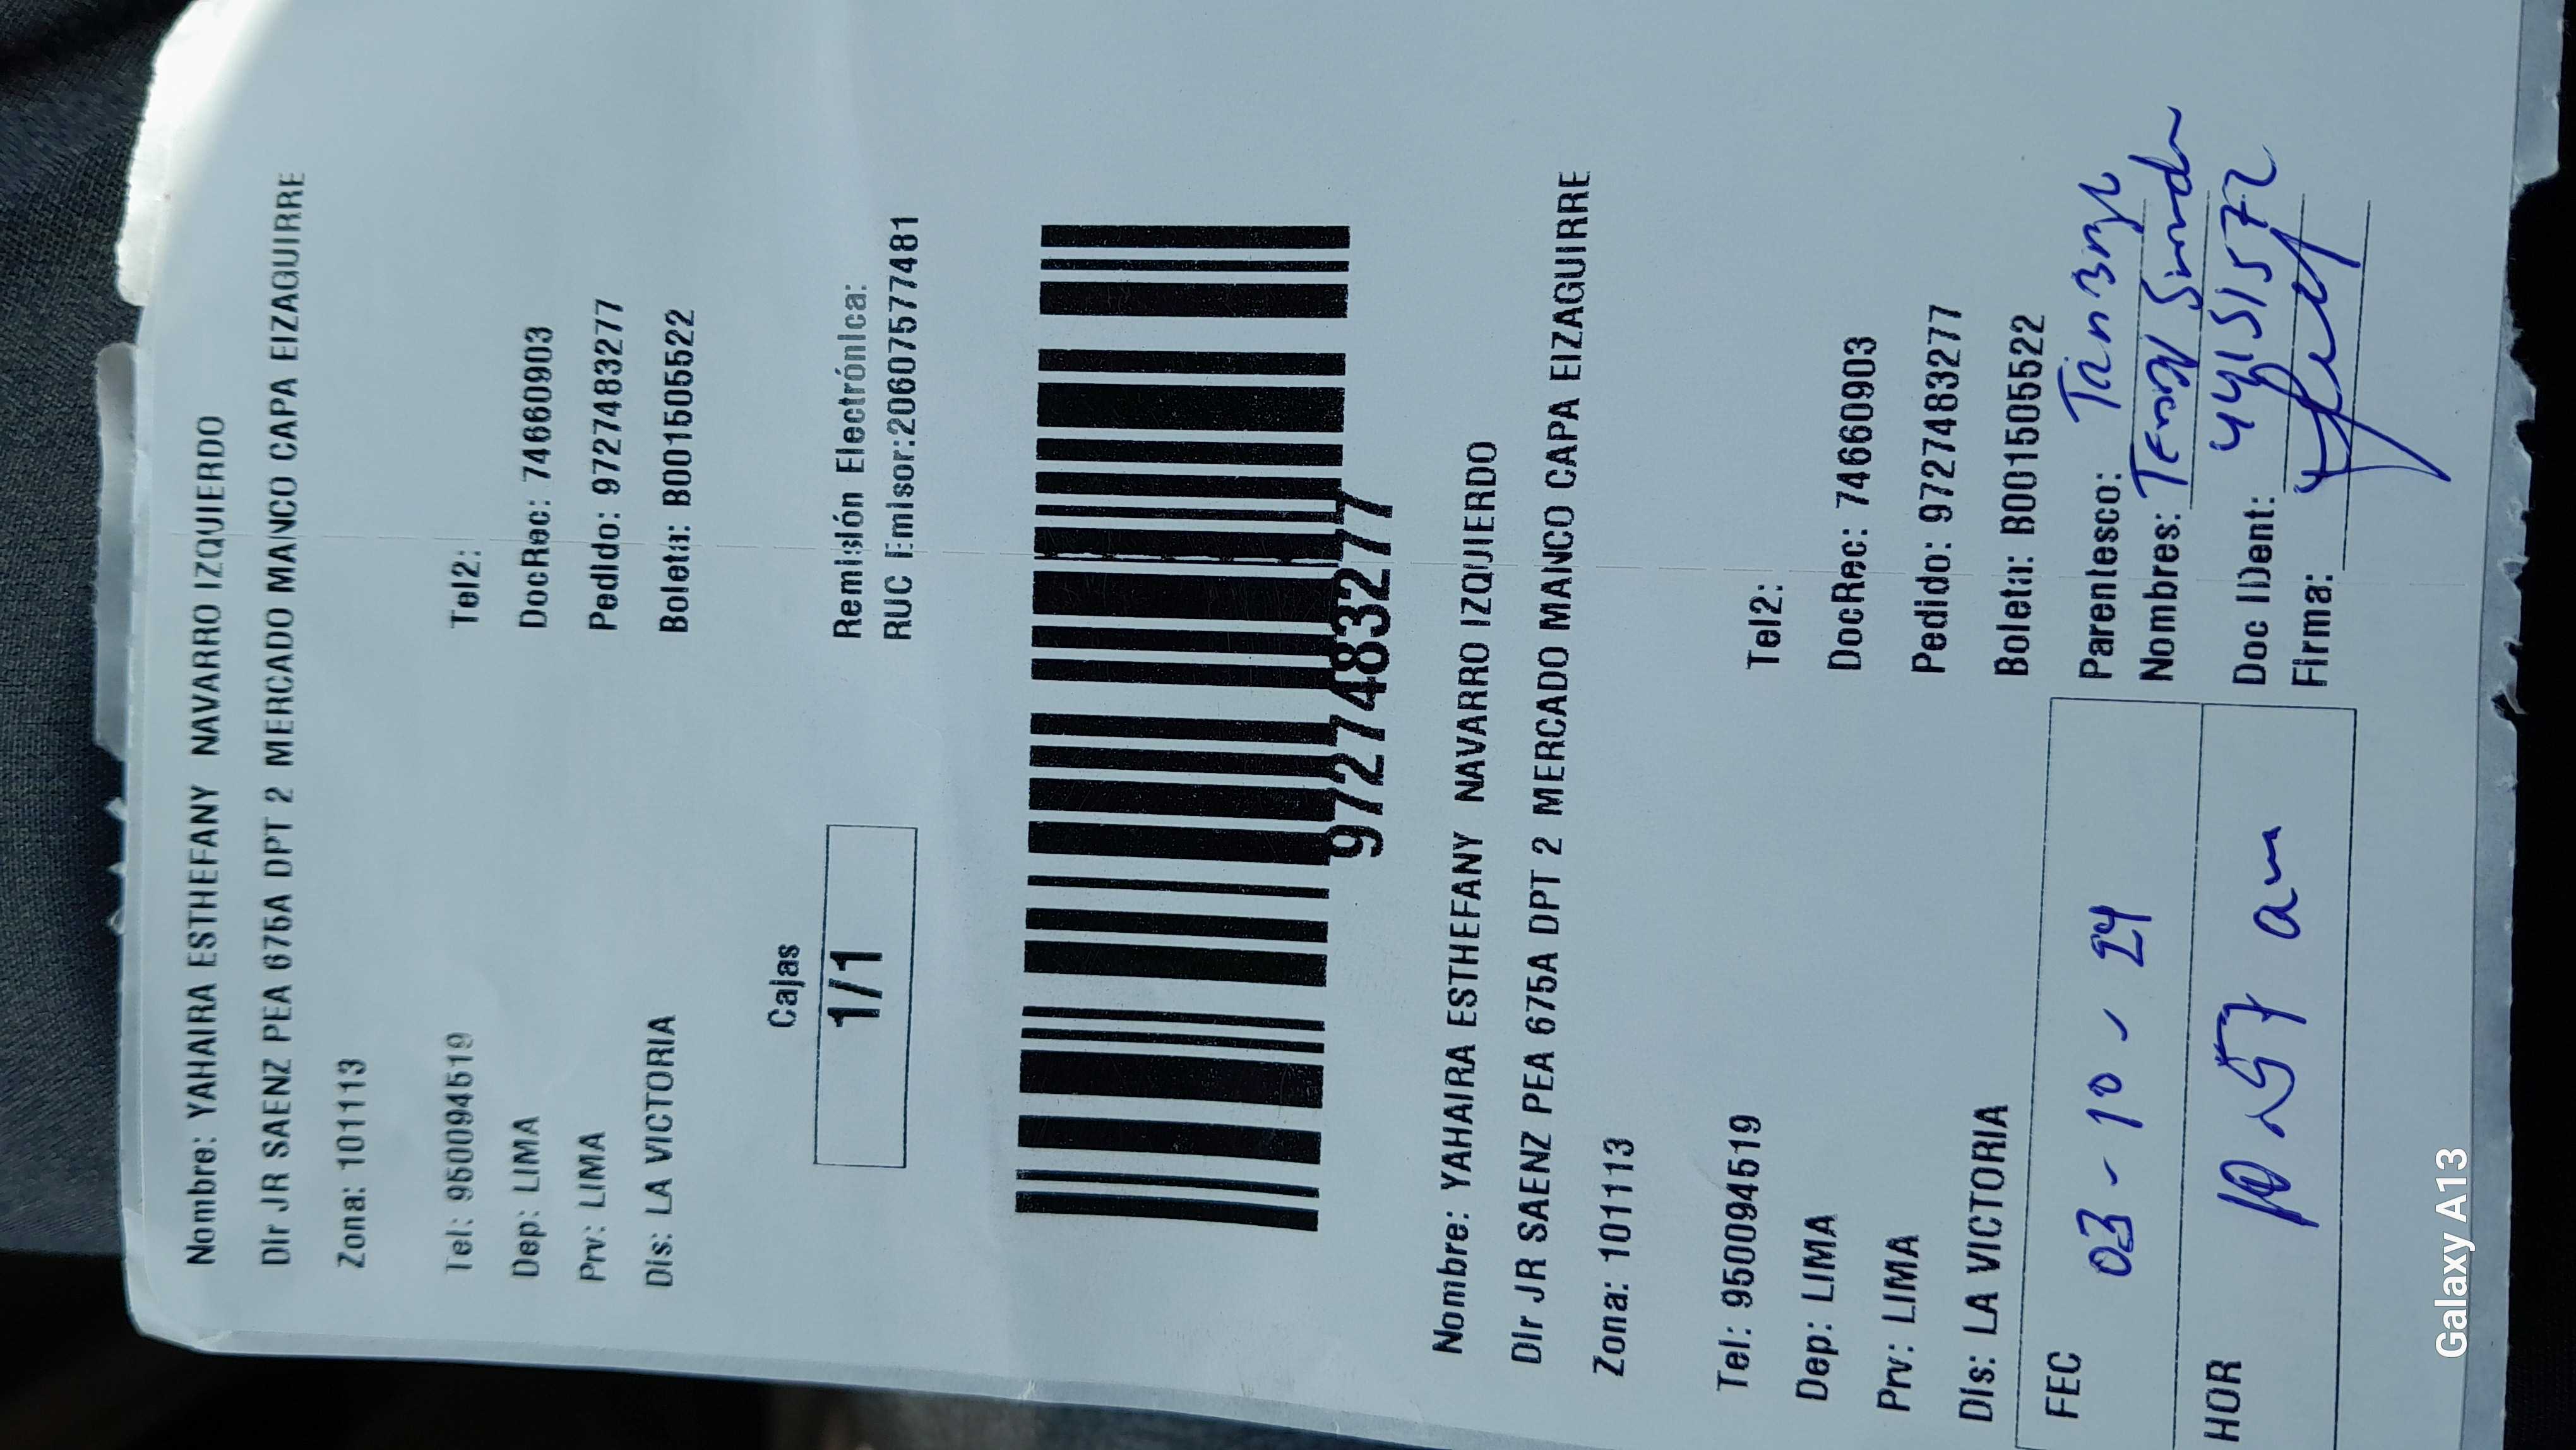 Nombre: YAHAIRA ESTHEFANY NAVARRO IZQUIERDO
Dir JR SAENZ PEA 675A DPT 2 MERCADO MANCO CAPA EIZAGUIRRE
Zona: 101113
Tel: 950094519 Tel2:
Dep: LIMA DocRec: 74660903
Prv: LIMA Pedido: 9727483277
Dis: LA VICTORIA Boleta: B001505522
Cajas
1/1
Remisión Electrónica:
RUC Emisor:20607577481
9727483277
Nombre: YAHAIRA ESTHEFANY NAVARRO IZQUIERDO
Dir JR SAENZ PEA 675A DPT 2 MERCADO MANCO CAPA EIZAGUIRRE
Zona: 101113
Tel: 950094519 Tel2:
Dep: LIMA DocRec: 74660903
Prv: LIMA Pedido: 9727483277
Dis: LA VICTORIA Boleta: B001505522
FEC 03-10-24
Parentesco:
Nombres:
HOR 10:57 am
Doc IDent: 44515572
Firma:
Galaxy A13